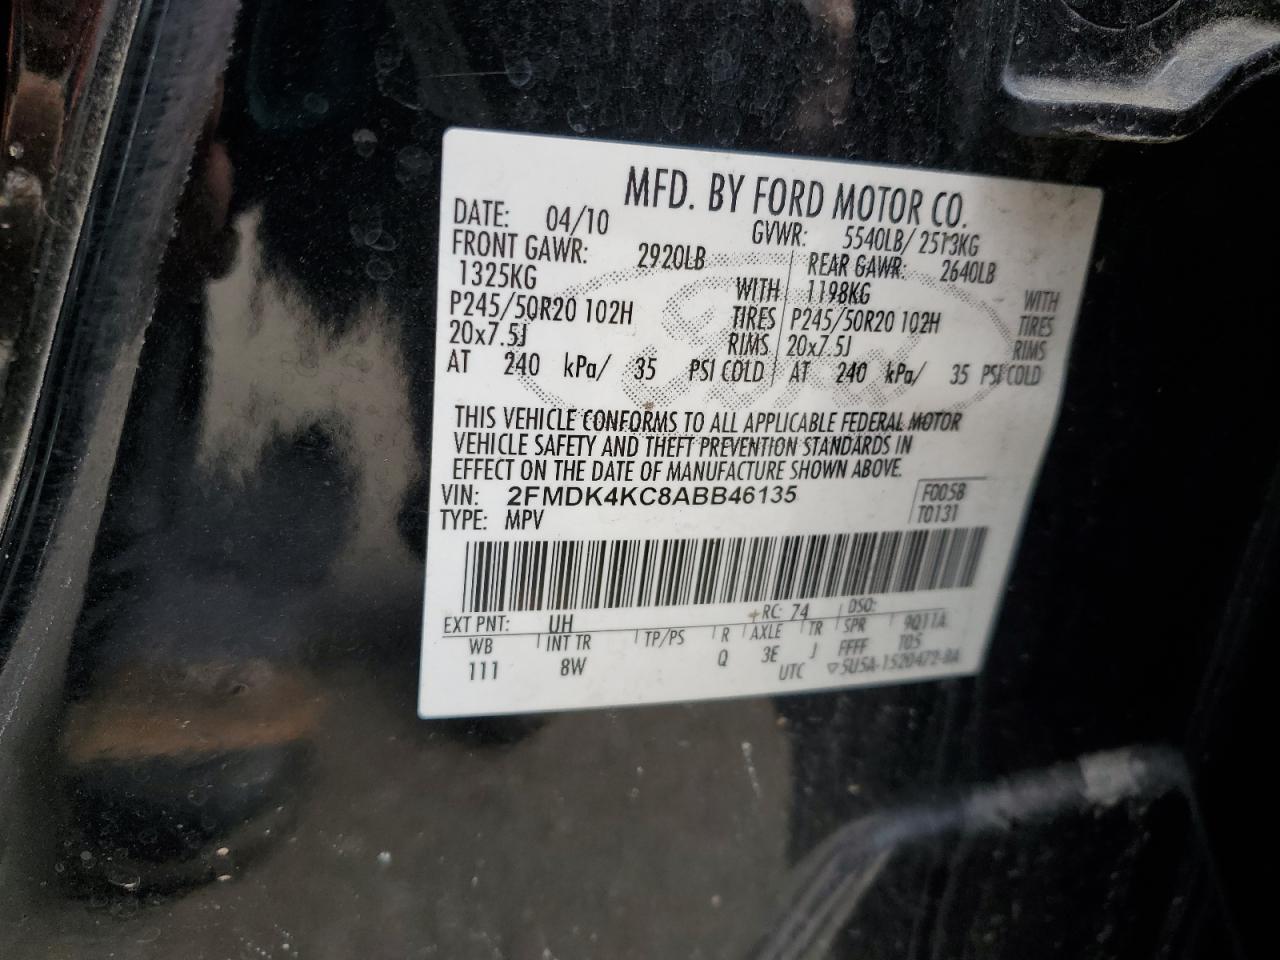 MFD. BY FORD MOTOR CO.
DATE: 04/10 GVWR: 5540LB/ 2513KG
FRONT GAWR: 2920LB REAR GAWR: 2640LB
1325KG WITH 1198KG WITH
P245/50R20 102H TIRES P245/50R20 102H TIRES
20x7.5J RIMS 20x7.5J RIMS
AT 240 kPa/ 35 PSI COLD AT 240 kPa/ 35 PSI COLD
THIS VEHICLE CONFORMS TO ALL APPLICABLE FEDERAL MOTOR
VEHICLE SAFETY AND THEFT PREVENTION STANDARDS IN
EFFECT ON THE DATE OF MANUFACTURE SHOWN ABOVE.
VIN: 2FMDK4KC8ABB46135 F0058
TYPE: MPV T0131
EXT PNT: UH RC: 74 DSO:
WB INT TR TP/PS R AXLE TR SPR 9Q11A
111 8W Q 3E J FFFF T05
UTC ▽5U5A-1520472-BA